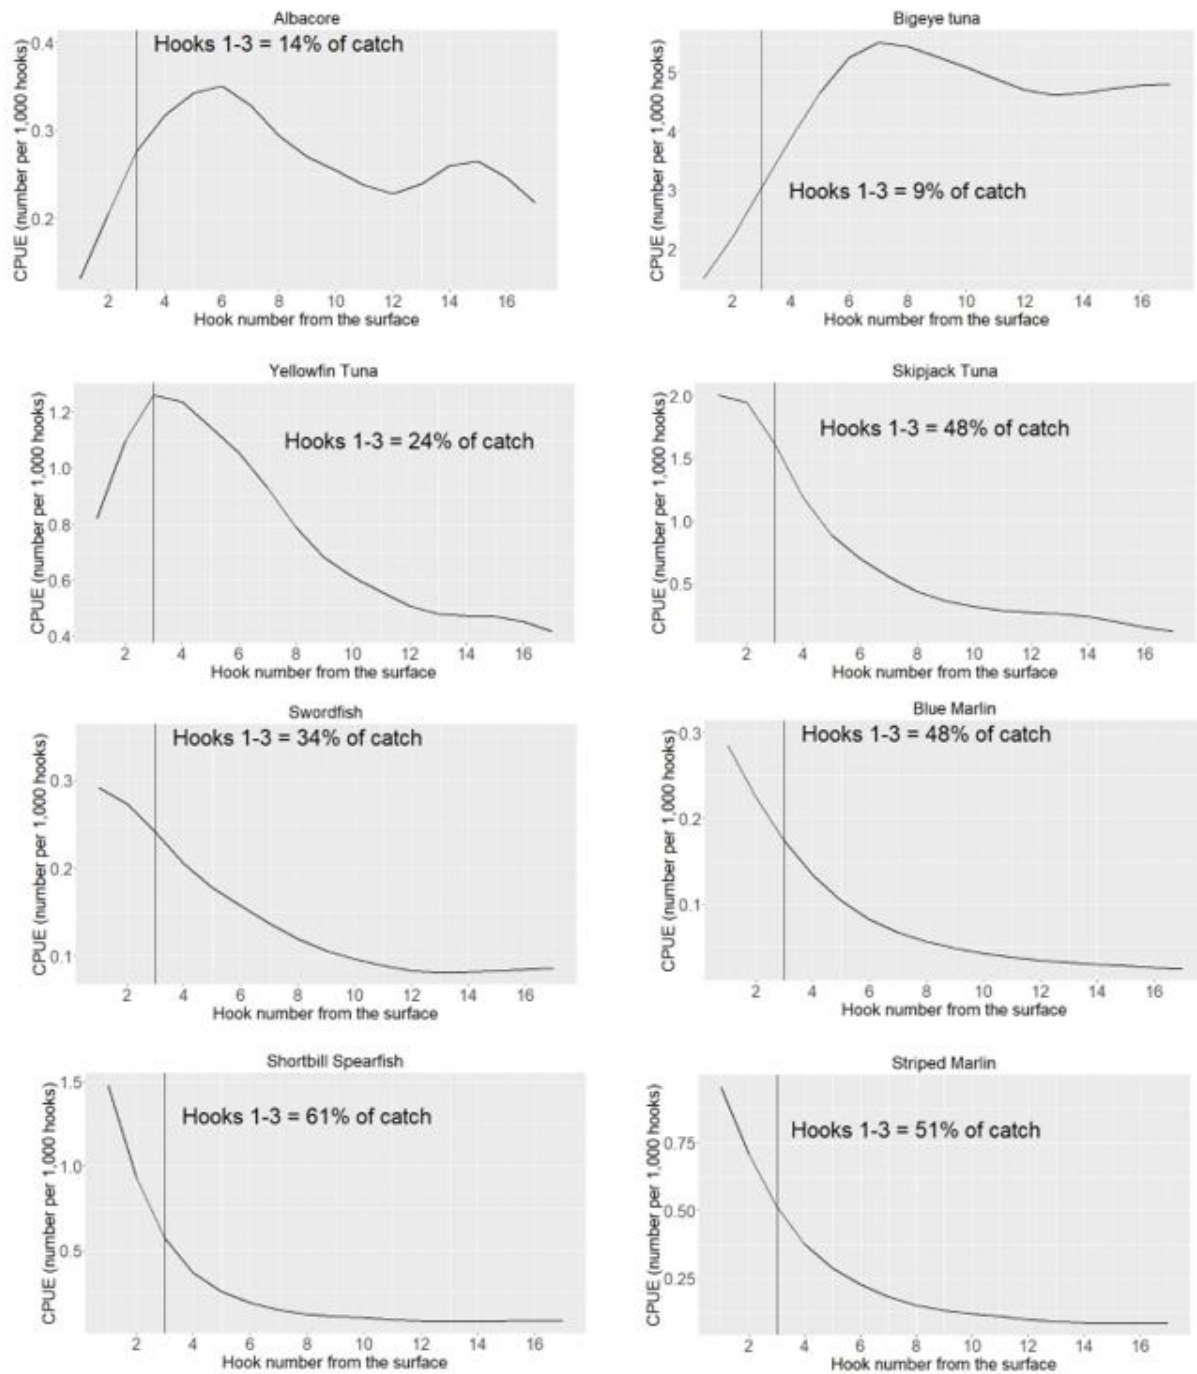 Albacore
Hooks 1-3 = 14% of catch
CPUE (number per 1,000 hooks)
0.4
0.3
0.2
2 4 6 8 10 12 14 16
Hook number from the surface
Bigeye tuna
Hooks 1-3 = 9% of catch
CPUE (number per 1,000 hooks)
5
4
3
2
2 4 6 8 10 12 14 16
Hook number from the surface
Yellowfin Tuna
Hooks 1-3 = 24% of catch
CPUE (number per 1,000 hooks)
1.2
1.0
0.8
0.6
0.4
2 4 6 8 10 12 14 16
Hook number from the surface
Skipjack Tuna
Hooks 1-3 = 48% of catch
CPUE (number per 1,000 hooks)
2.0
1.5
1.0
0.5
2 4 6 8 10 12 14 16
Hook number from the surface
Swordfish
Hooks 1-3 = 34% of catch
CPUE (number per 1,000 hooks)
0.3
0.2
0.1
2 4 6 8 10 12 14 16
Hook number from the surface
Blue Marlin
Hooks 1-3 = 48% of catch
CPUE (number per 1,000 hooks)
0.3
0.2
0.1
2 4 6 8 10 12 14 16
Hook number from the surface
Shortbill Spearfish
Hooks 1-3 = 61% of catch
CPUE (number per 1,000 hooks)
1.5
1.0
0.5
2 4 6 8 10 12 14 16
Hook number from the surface
Striped Marlin
Hooks 1-3 = 51% of catch
CPUE (number per 1,000 hooks)
0.75
0.50
0.25
2 4 6 8 10 12 14 16
Hook number from the surface